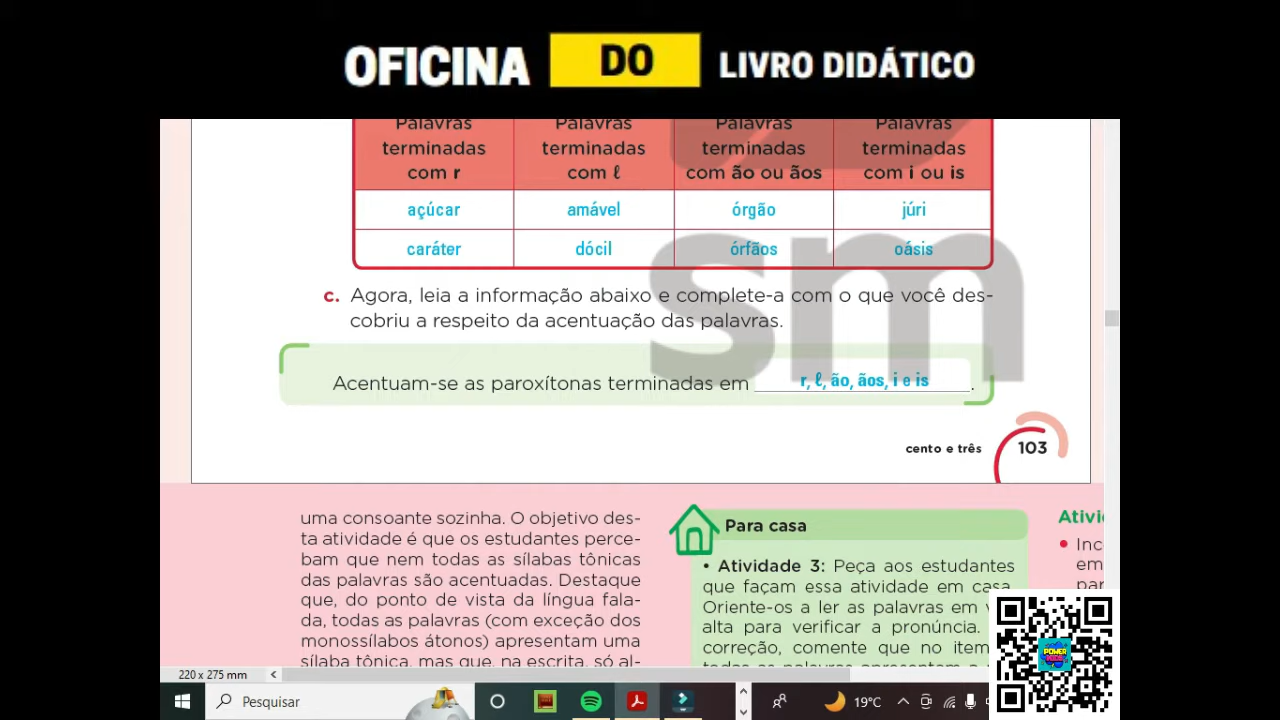 OFICINA DO LIVRO DIDÁTICO
Palavras terminadas com r
Palavras terminadas com ℓ
Palavras terminadas com ão ou ãos
Palavras terminadas com i ou is
açúcar amável órgão júri
caráter dócil órfãos oásis
sm
c. Agora, leia a informação abaixo e complete-a com o que você des-
cobriu a respeito da acentuação das palavras.
Acentuam-se as paroxítonas terminadas em r, ℓ, ão, ãos, i e is.
cento e três 103
uma consoante sozinha. O objetivo des-
ta atividade é que os estudantes perce-
bam que nem todas as sílabas tônicas
das palavras são acentuadas. Destaque
que, do ponto de vista da língua fala-
da, todas as palavras (com exceção dos
monossílabos átonos) apresentam uma
sílaba tônica, mas que, na escrita, só al-
Para casa
• Atividade 3: Peça aos estudantes
que façam essa atividade em casa.
Oriente-os a ler as palavras em
alta para verificar a pronúncia.
correção, comente que no item
todas as palavras apresentam a
• Inc
em
par
POWER
220 x 275 mm
Pesquisar
19°C